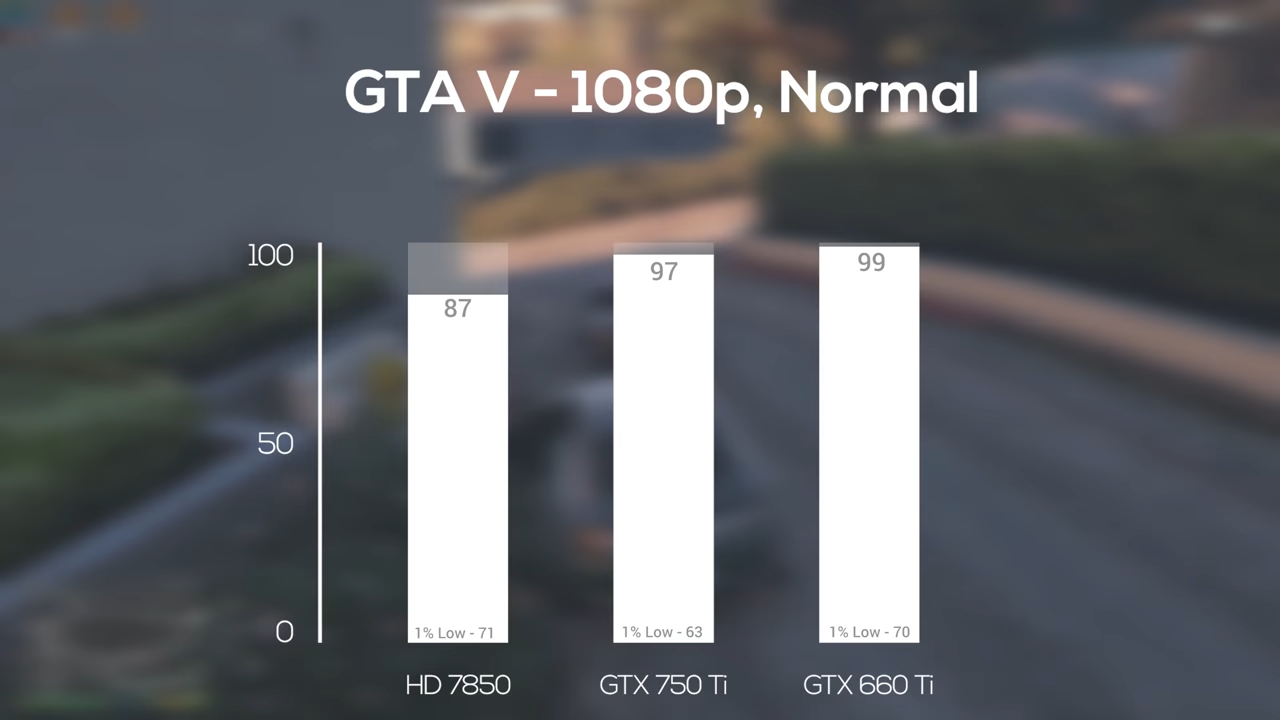 GTA V - 1080p, Normal
100
50
0
87
97
99
1% Low - 71
1% Low - 63
1% Low - 70
HD 7850
GTX 750 Ti
GTX 660 Ti